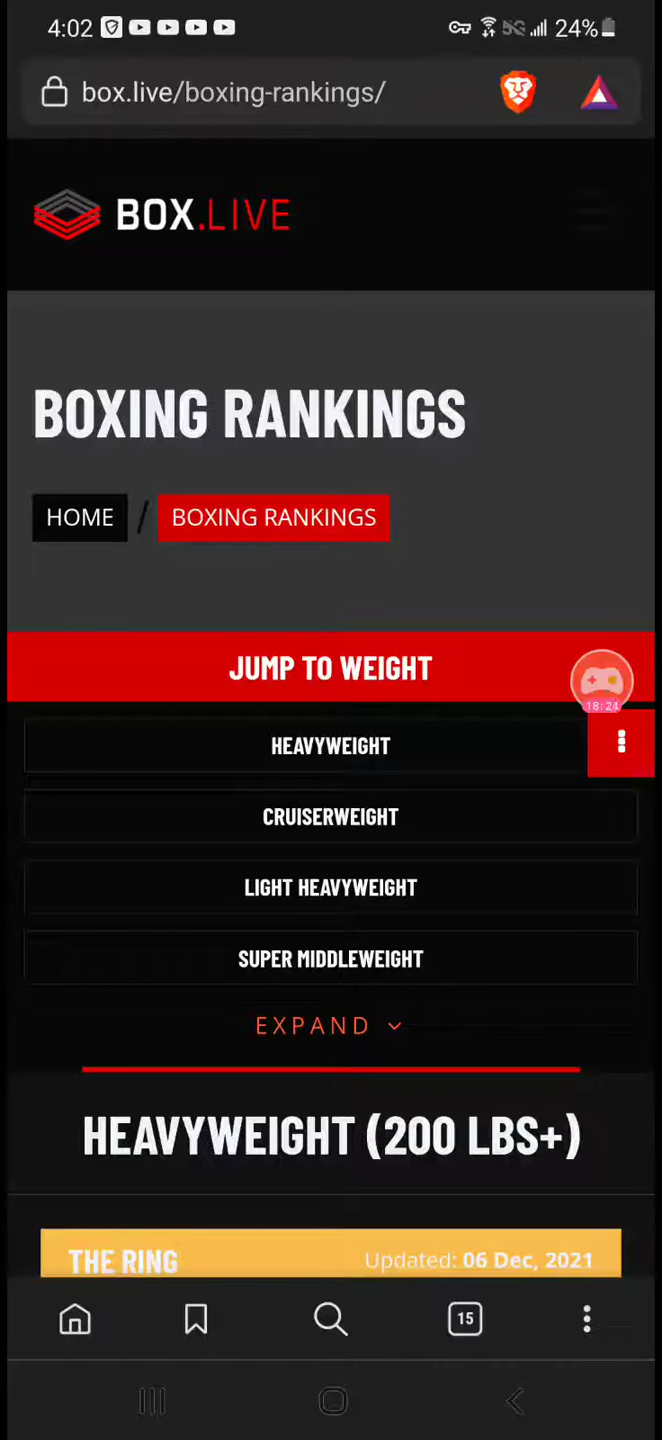 4:02
5G
24%
box.live/boxing-rankings/
BOX.LIVE
BOXING RANKINGS
HOME / BOXING RANKINGS
JUMP TO WEIGHT
18:24
HEAVYWEIGHT
CRUISERWEIGHT
LIGHT HEAVYWEIGHT
SUPER MIDDLEWEIGHT
EXPAND
HEAVYWEIGHT (200 LBS+)
THE RING
Updated: 06 Dec, 2021
15